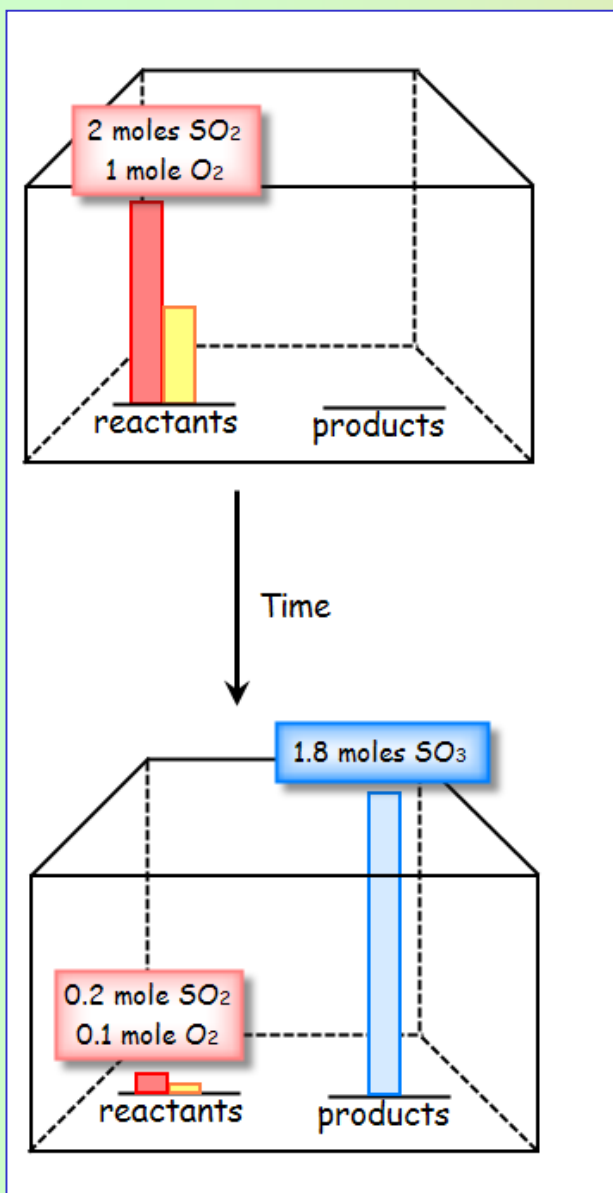 2 moles SO₂
1 mole O₂
reactants
products
Time
1.8 moles SO₃
0.2 mole SO₂
0.1 mole O₂
reactants
products